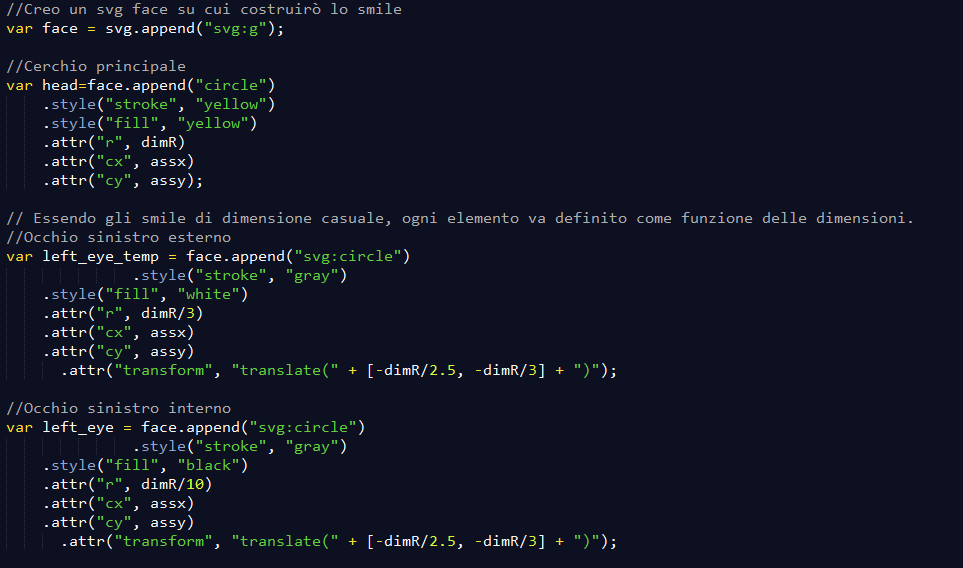 //Creo un svg face su cui costruirò lo smile
var face = svg.append("svg:g");
//Cerchio principale
var head=face.append("circle")
.style("stroke", "yellow")
.style("fill", "yellow")
.attr("r", dimR)
.attr("cx", assx)
.attr("cy", assy);
// Essendo gli smile di dimensione casuale, ogni elemento va definito come funzione delle dimensioni.
//Occhio sinistro esterno
var left_eye_temp = face.append("svg:circle")
.style("stroke", "gray")
.style("fill", "white")
.attr("r", dimR/3)
.attr("cx", assx)
.attr("cy", assy)
.attr("transform", "translate(" + [-dimR/2.5, -dimR/3] + ")");
//Occhio sinistro interno
var left_eye = face.append("svg:circle")
.style("stroke", "gray")
.style("fill", "black")
.attr("r", dimR/10)
.attr("cx", assx)
.attr("cy", assy)
.attr("transform", "translate(" + [-dimR/2.5, -dimR/3] + ")");